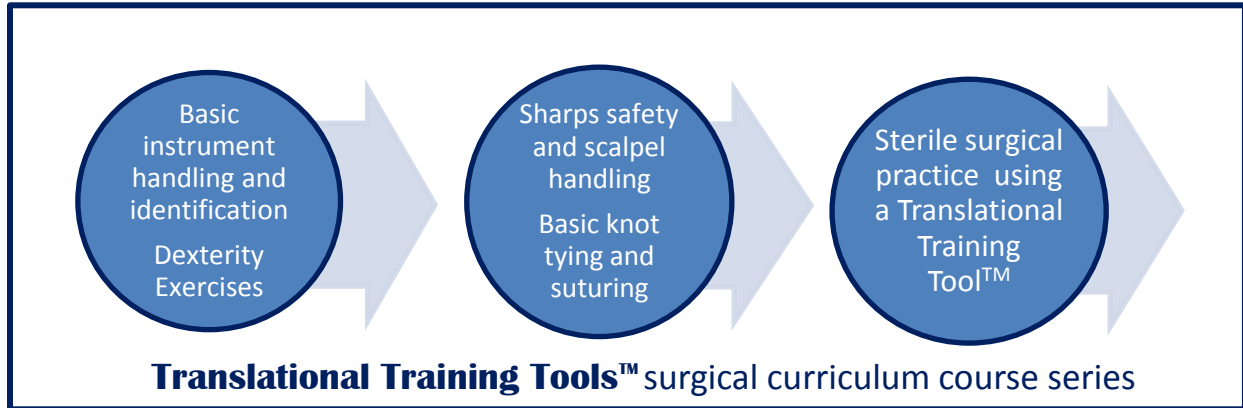 Basic
instrument
handling and
identification
Dexterity
Exercises
Sharps safety
and scalpel
handling
Basic knot
tying and
suturing
Sterile surgical
practice using
a Translational
Training
Tool™
Translational Training Tools™ surgical curriculum course series